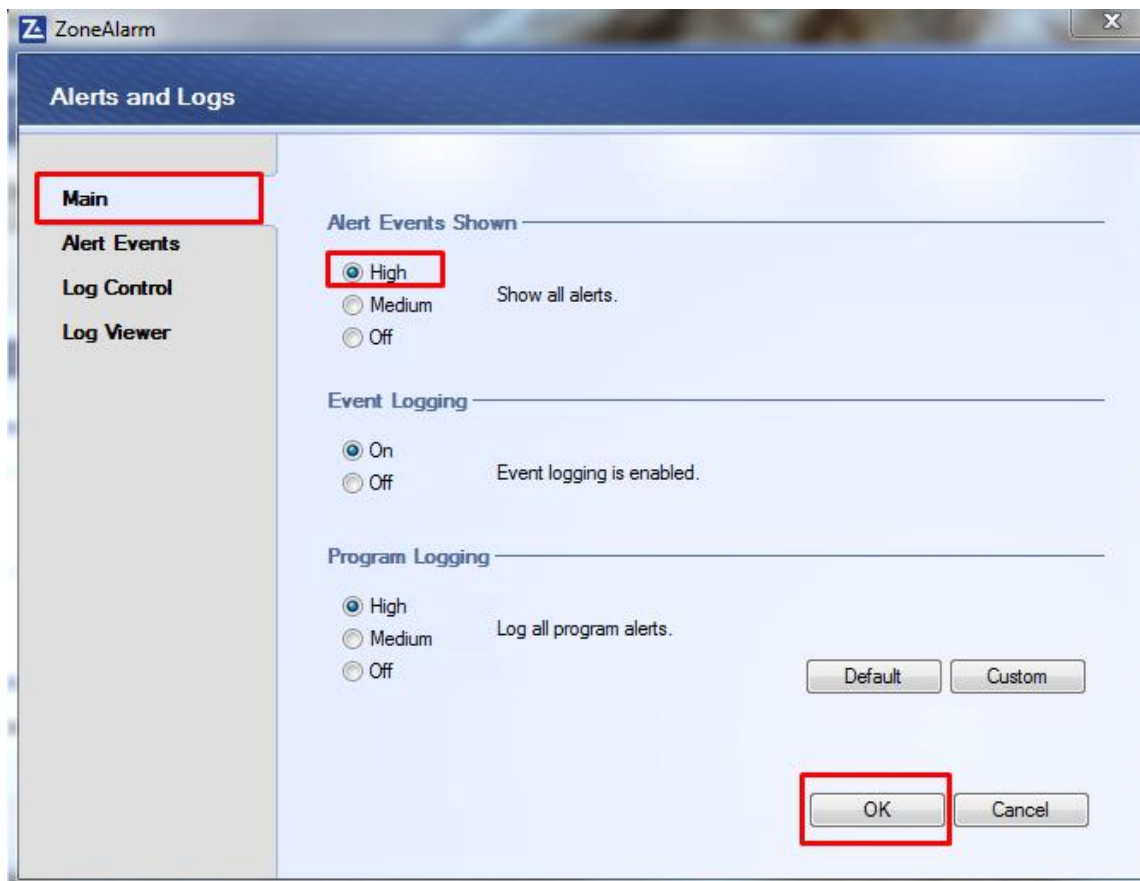 ZoneAlarm
X
Alerts and Logs
Main
Alert Events
Log Control
Log Viewer
Alert Events Shown
High
Medium
Off
Show all alerts.
Event Logging
On
Off
Event logging is enabled.
Program Logging
High
Medium
Off
Log all program alerts.
Default
Custom
OK
Cancel